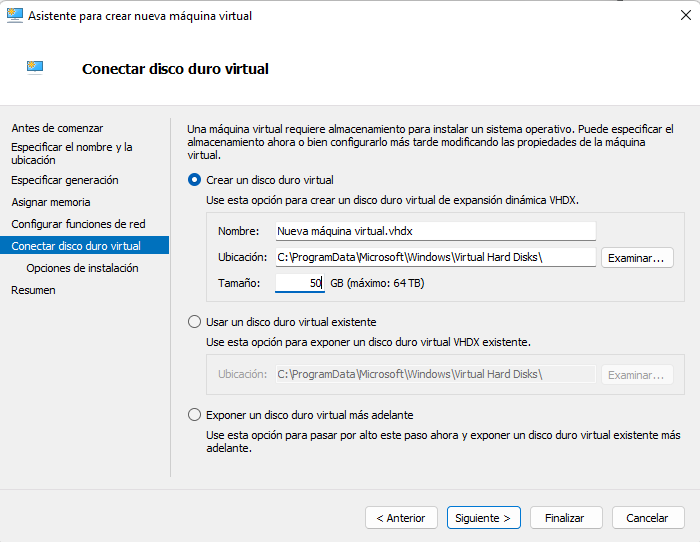 Asistente para crear nueva máquina virtual
Conectar disco duro virtual
Antes de comenzar
Especificar el nombre y la
ubicación
Especificar generación
Asignar memoria
Configurar funciones de red
Conectar disco duro virtual
Opciones de instalación
Resumen
Una máquina virtual requiere almacenamiento para instalar un sistema operativo. Puede especificar el
almacenamiento ahora o bien configurarlo más tarde modificando las propiedades de la máquina
virtual.
Crear un disco duro virtual
Use esta opción para crear un disco duro virtual de expansión dinámica VHDX.
Nombre: Nueva máquina virtual.vhdx
Ubicación: C:\ProgramData\Microsoft\Windows\Virtual Hard Disks\ Examinar...
Tamaño: 50 GB (máximo: 64 TB)
Usar un disco duro virtual existente
Use esta opción para exponer un disco duro virtual VHDX existente.
Ubicación: C:\ProgramData\Microsoft\Windows\Virtual Hard Disks\ Examinar...
Exponer un disco duro virtual más adelante
Use esta opción para pasar por alto este paso ahora y exponer un disco duro virtual existente más
adelante.
< Anterior Siguiente > Finalizar Cancelar